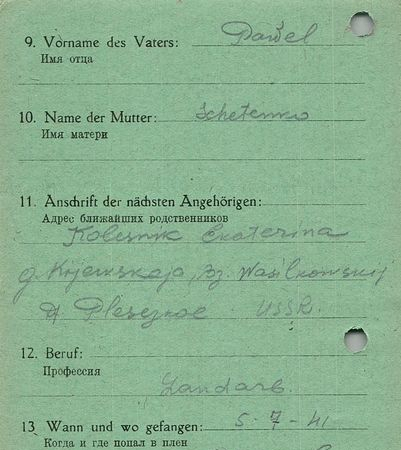 9. Vorname des Vaters: Pawel
Имя отца
10. Name der Mutter: Schetenko
Имя матери
11. Anschrift der nächsten Angehörigen:
Адрес ближайших родственников
Kolesnik Ekaterina
g. Kijewskaja, Bz. Wasilkowskij
d. Plesezkoe USSR.
12. Beruf:
Профессия
Landarb.
13 Wann und wo gefangen: 5-7-41
Когда и где попал в плен